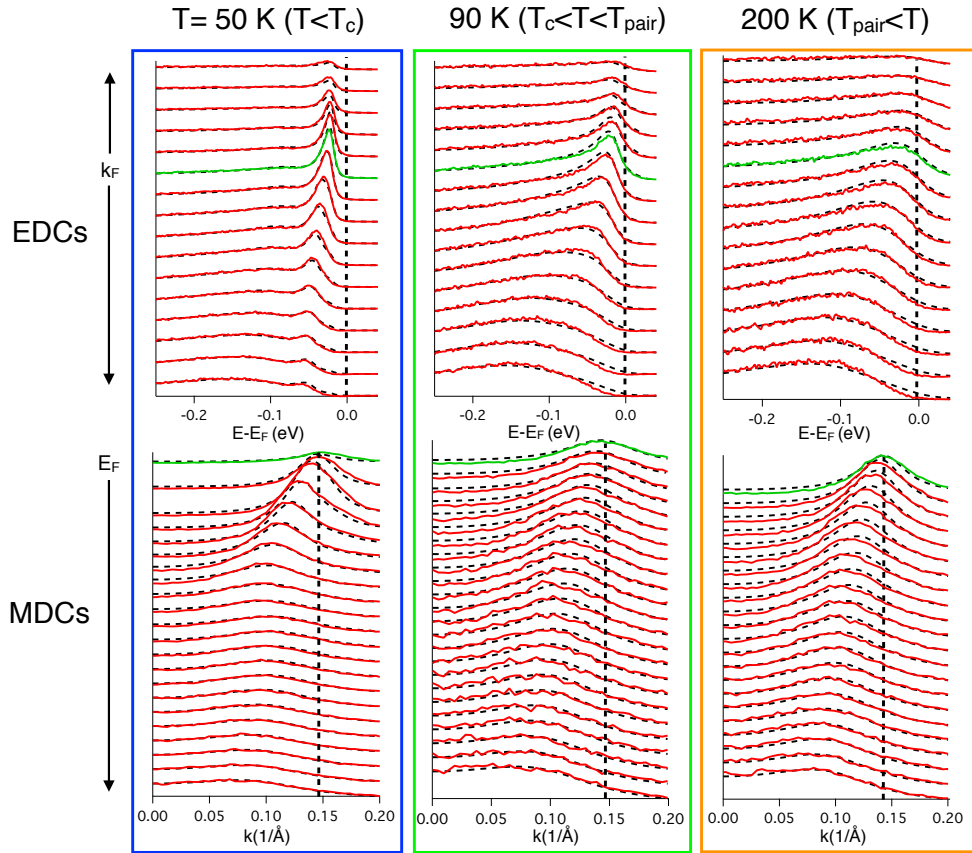 T= 50 K (T<Tc)
90 K (Tc<T<Tpair)
200 K (Tpair<T)
kF
EDCs
-0.2
-0.1
0.0
E-EF (eV)
-0.2
-0.1
0.0
E-EF (eV)
-0.2
-0.1
0.0
E-EF (eV)
EF
MDCs
0.00
0.05
0.10
0.15
0.20
k(1/Å)
0.00
0.05
0.10
0.15
0.20
k(1/Å)
0.00
0.05
0.10
0.15
0.20
k(1/Å)